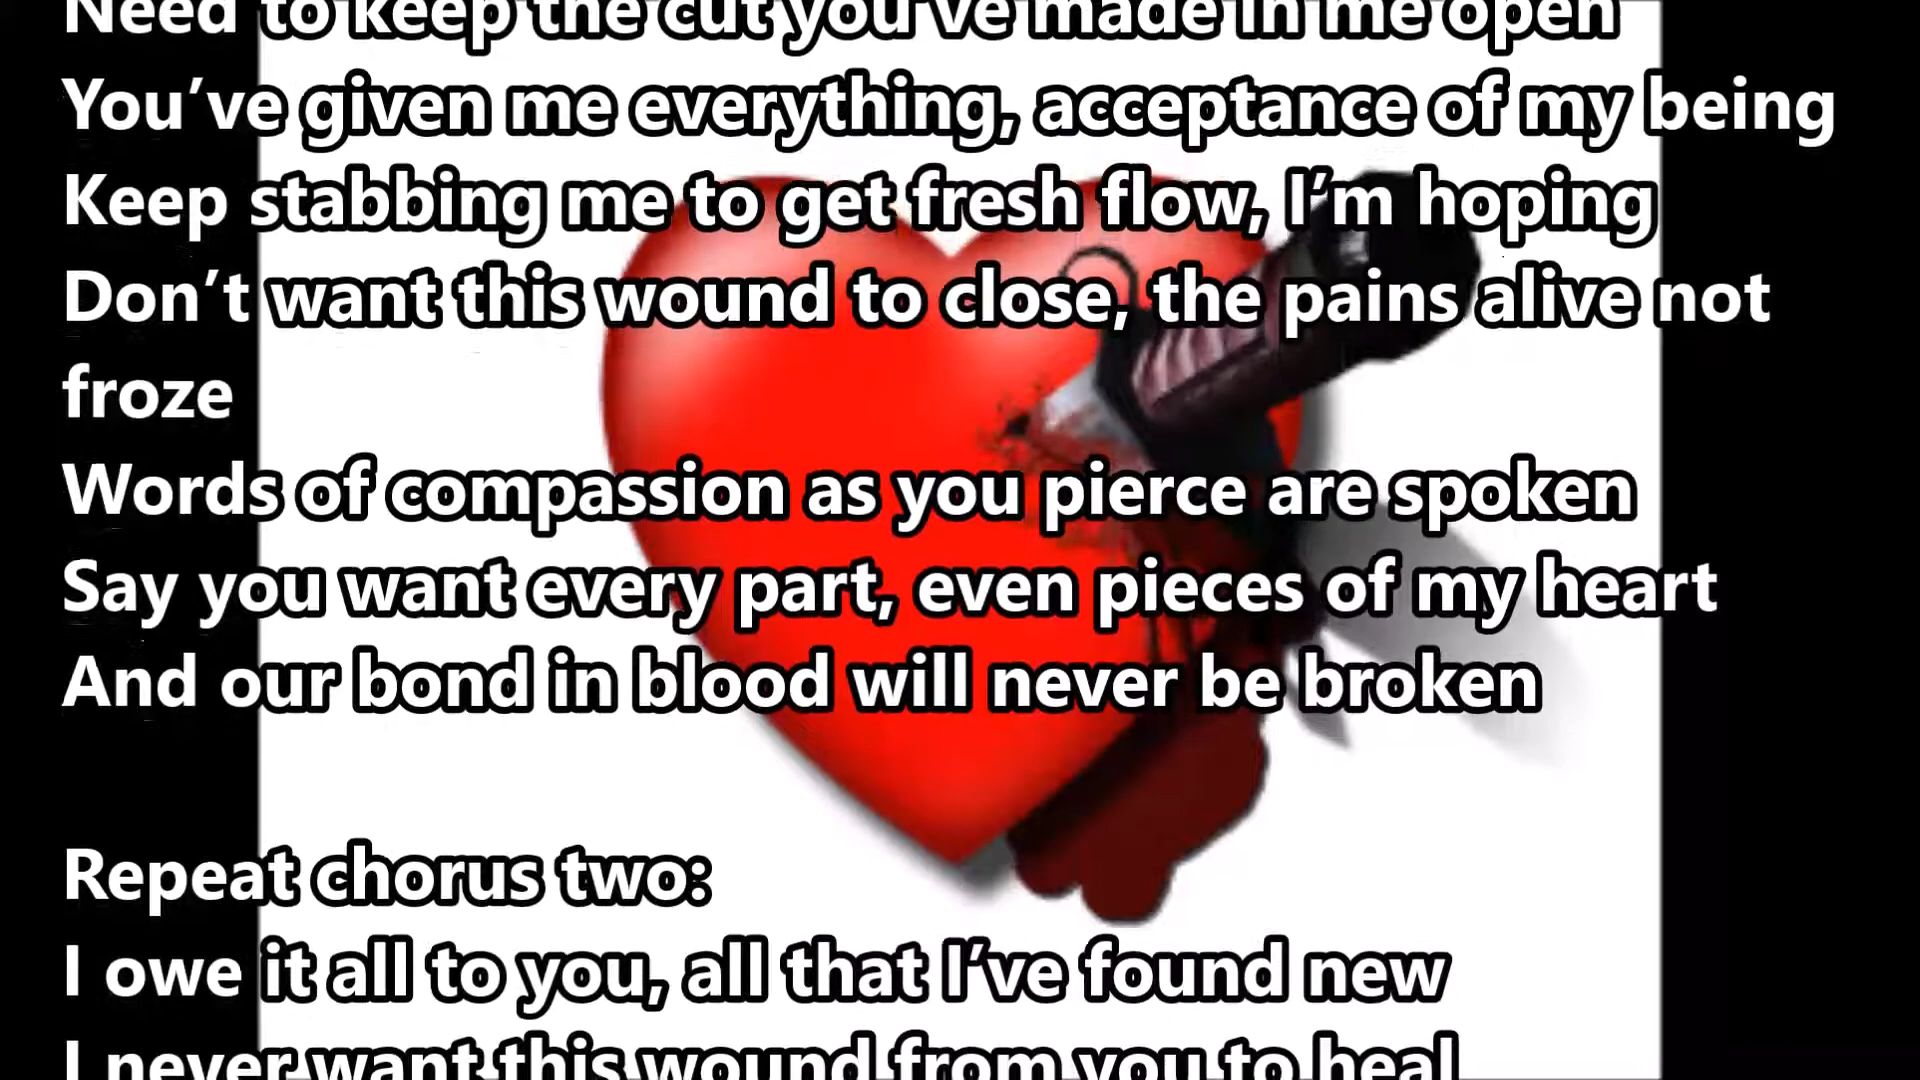 Need to keep the cut you've made in me open
You’ve given me everything, acceptance of my being
Keep stabbing me to get fresh flow, I’m hoping
Don’t want this wound to close, the pains alive not
froze
Words of compassion as you pierce are spoken
Say you want every part, even pieces of my heart
And our bond in blood will never be broken
Repeat chorus two:
I owe it all to you, all that I’ve found new
I never want this wound from you to heal